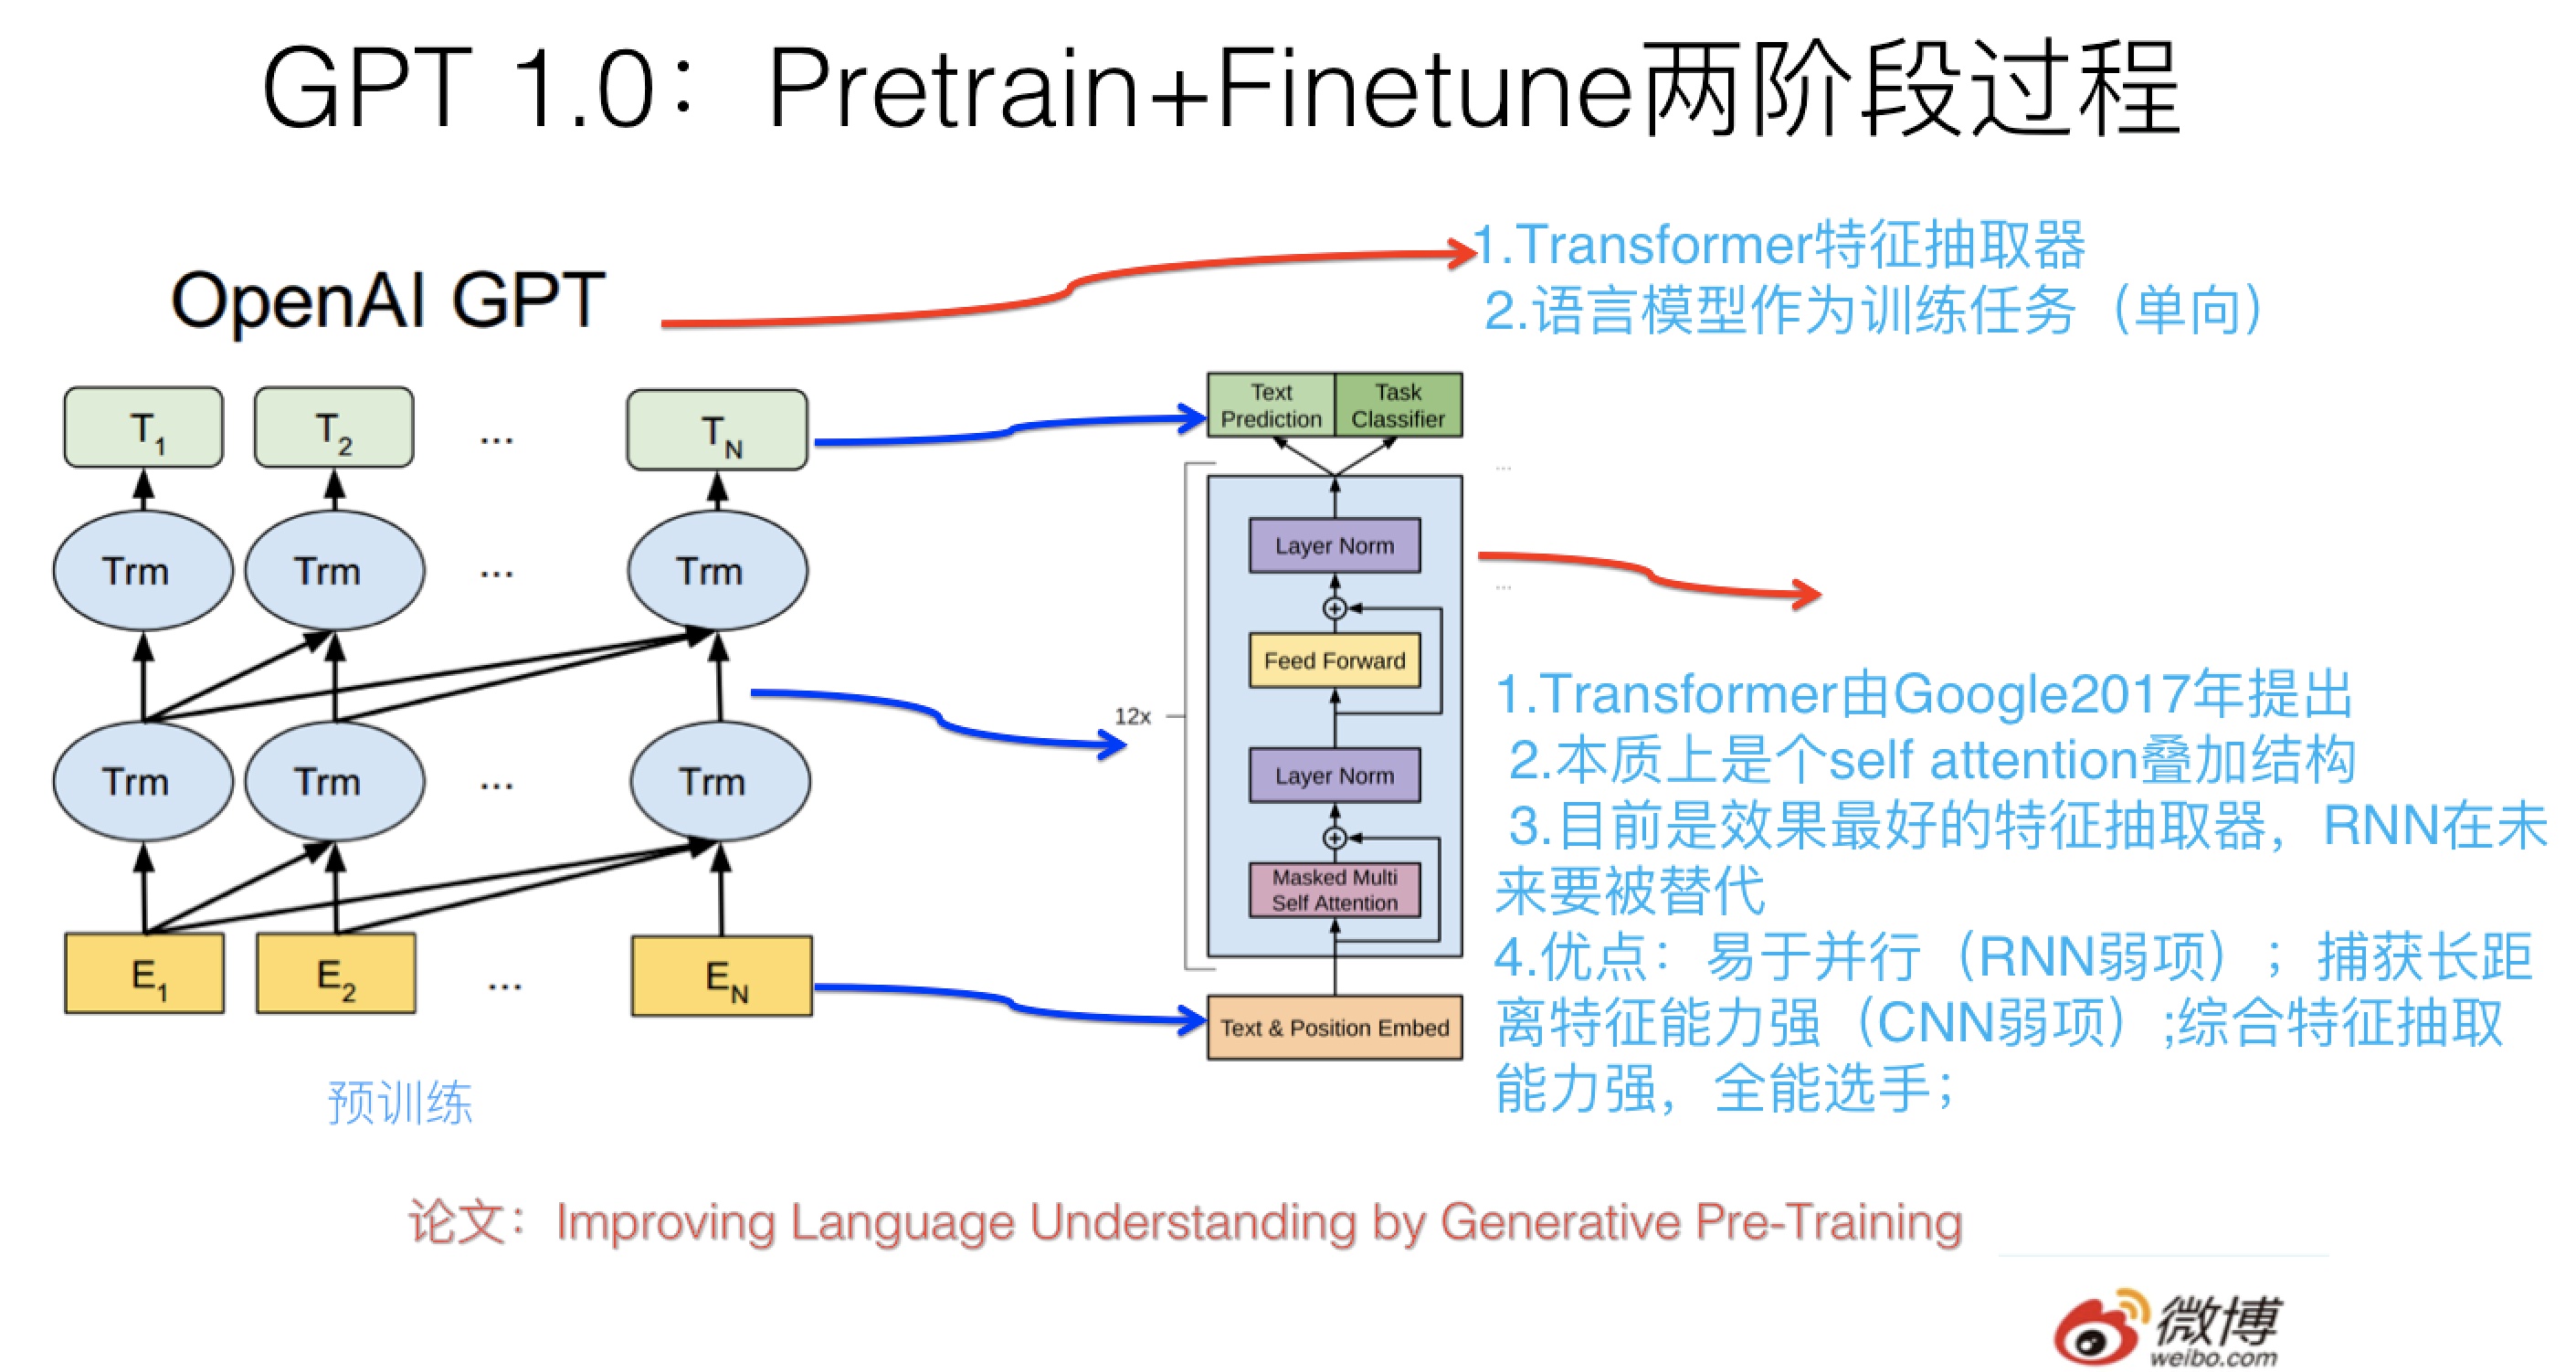 GPT 1.0：Pretrain+Finetune两阶段过程
OpenAI GPT
1.Transformer特征抽取器
2.语言模型作为训练任务（单向）
T1
T2
...
TN
Trm
Trm
...
Trm
Trm
Trm
...
Trm
E1
E2
...
EN
预训练
Text
Prediction
Task
Classifier
...
Layer Norm
...
+
Feed Forward
12x
Layer Norm
+
Masked Multi
Self Attention
Text & Position Embed
1.Transformer由Google2017年提出
2.本质上是个self attention叠加结构
3.目前是效果最好的特征抽取器，RNN在未
来要被替代
4.优点：易于并行（RNN弱项）；捕获长距
离特征能力强（CNN弱项）;综合特征抽取
能力强，全能选手；
论文：Improving Language Understanding by Generative Pre-Training
微博
weibo.com